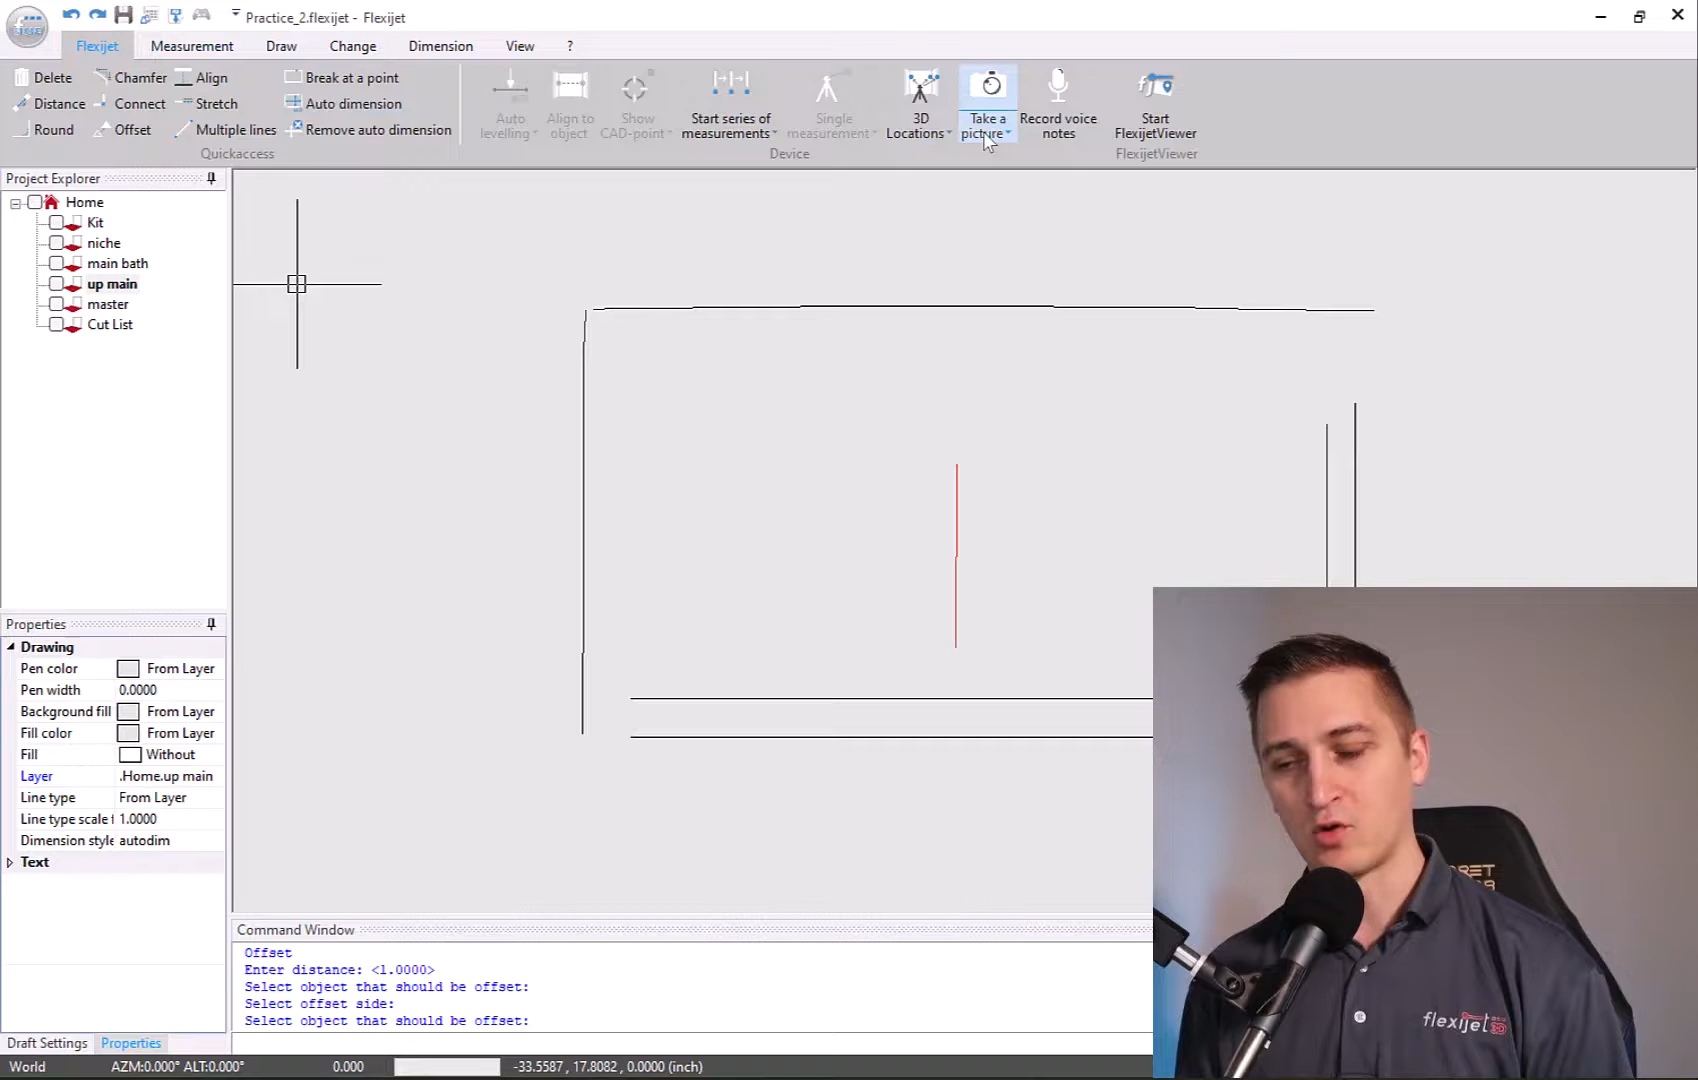 Practice_2.flexijet - Flexijet
Flexijet Measurement Draw Change Dimension View ?
Delete Chamfer Align Break at a point
Distance Connect Stretch Auto dimension
Round Offset Multiple lines Remove auto dimension
Quickaccess
Auto levelling
Align to object
Show CAD-point
Start series of measurements
Single measurement
3D Locations
Take a picture
Record voice notes
Device
Start FlexijetViewer
FlexijetViewer
Project Explorer
Home
Kit
niche
main bath
up main
master
Cut List
Properties
Drawing
Pen color From Layer
Pen width 0.0000
Background fill From Layer
Fill color From Layer
Fill Without
Layer .Home.up main
Line type From Layer
Line type scale f 1.0000
Dimension style autodim
Text
Draft Settings Properties
Command Window
Offset
Enter distance: <1.0000>
Select object that should be offset:
Select offset side:
Select object that should be offset:
World AZM:0.000° ALT:0.000° 0.000 -33.5587 , 17.8082 , 0.0000 (inch)
flexijet 3D